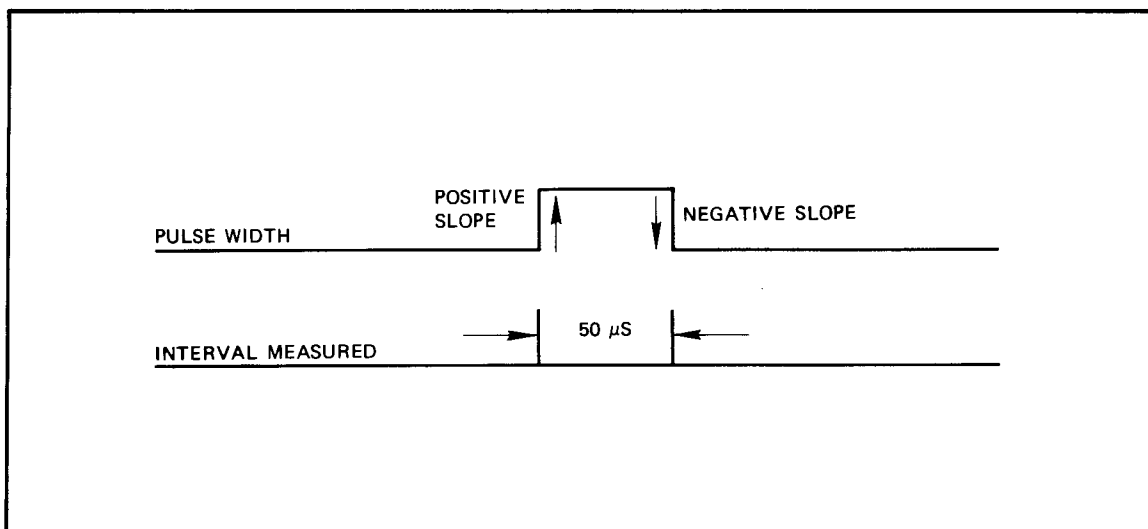 POSITIVE
SLOPE
NEGATIVE SLOPE
PULSE WIDTH
50 μS
INTERVAL MEASURED